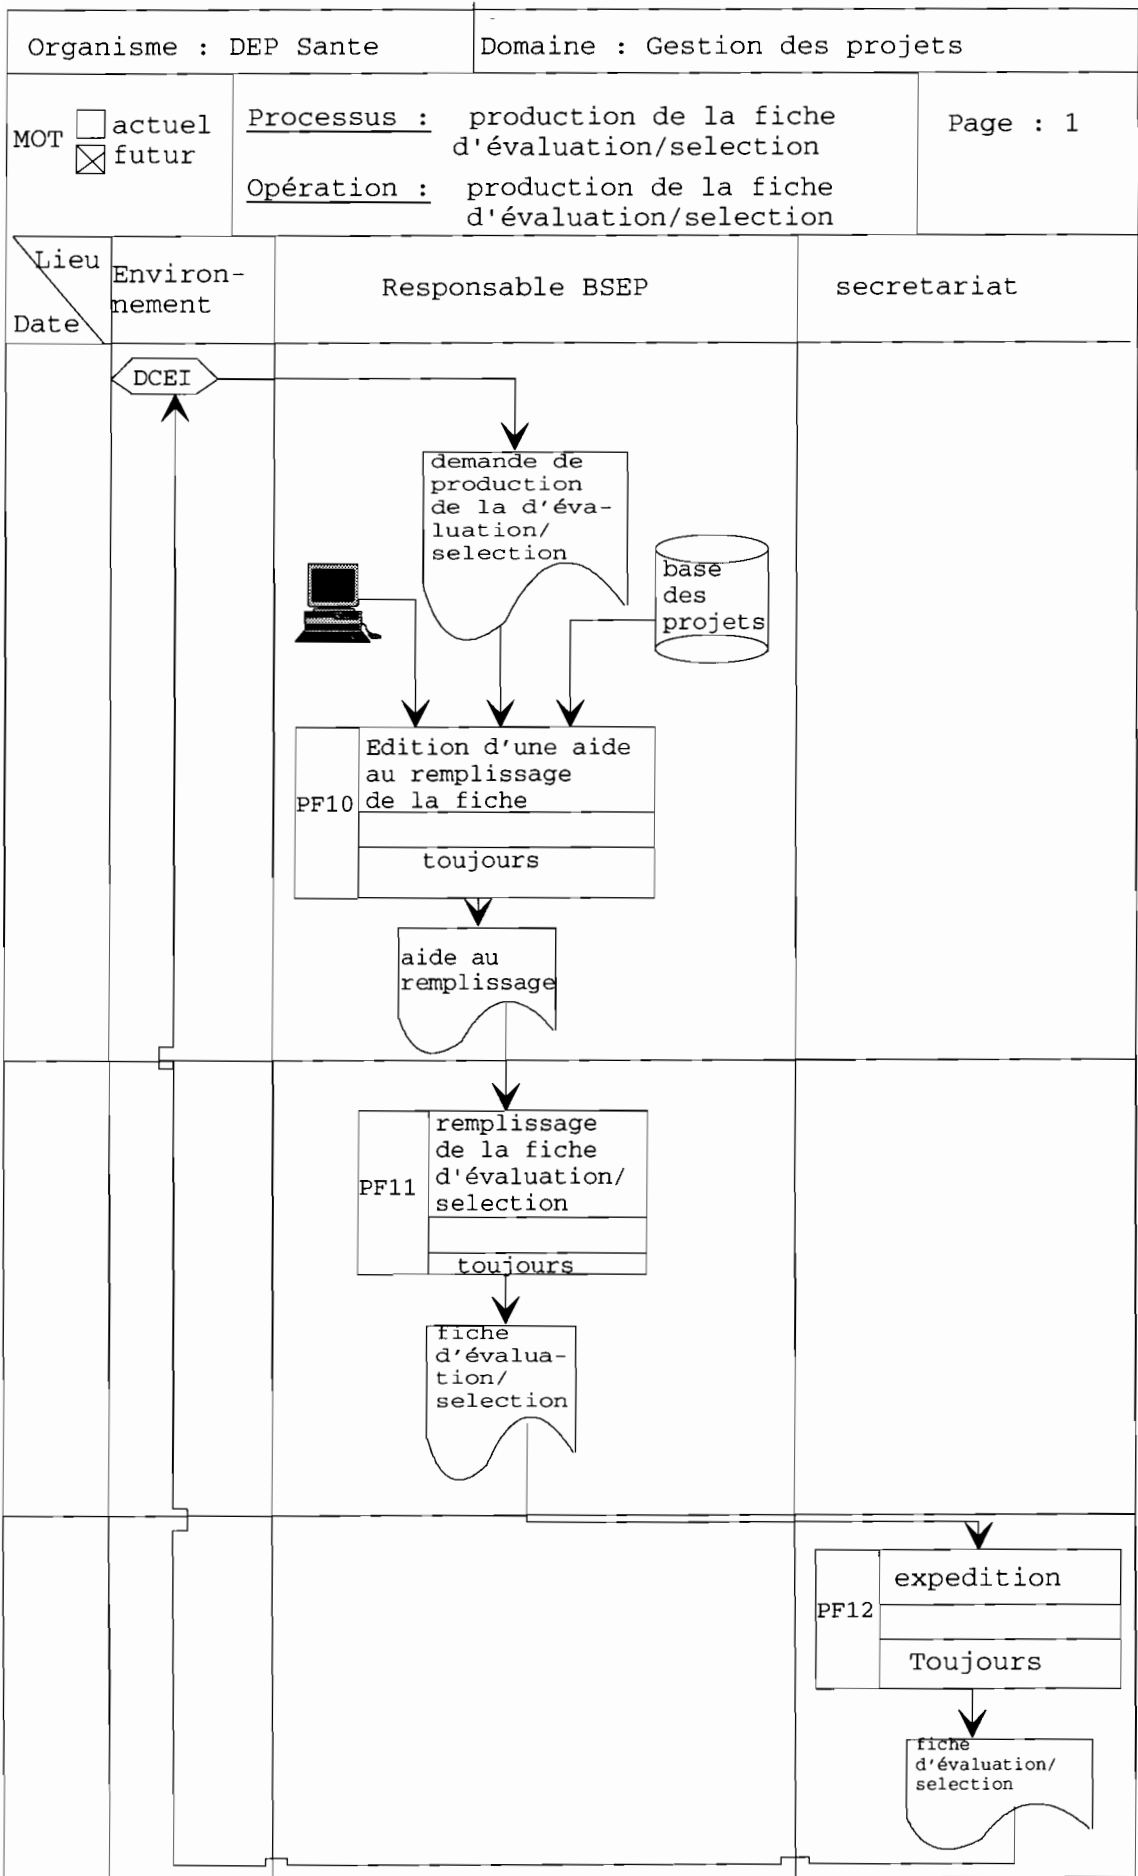 Organisme : DEP Sante
Domaine : Gestion des projets
MOT
actuel
futur
Processus : production de la fiche
d'évaluation/selection
Opération : production de la fiche
d'évaluation/selection
Page : 1
Lieu
Date
Environ-
nement
Responsable BSEP
secretariat
DCEI
demande de
production
de la d'éva-
luation/
selection
base
des
projets
PF10
Edition d'une aide
au remplissage
de la fiche
toujours
aide au
remplissage
PF11
remplissage
de la fiche
d'évaluation/
selection
toujours
fiche
d'évalua-
tion/
selection
PF12
expedition
Toujours
fiche
d'évaluation/
selection